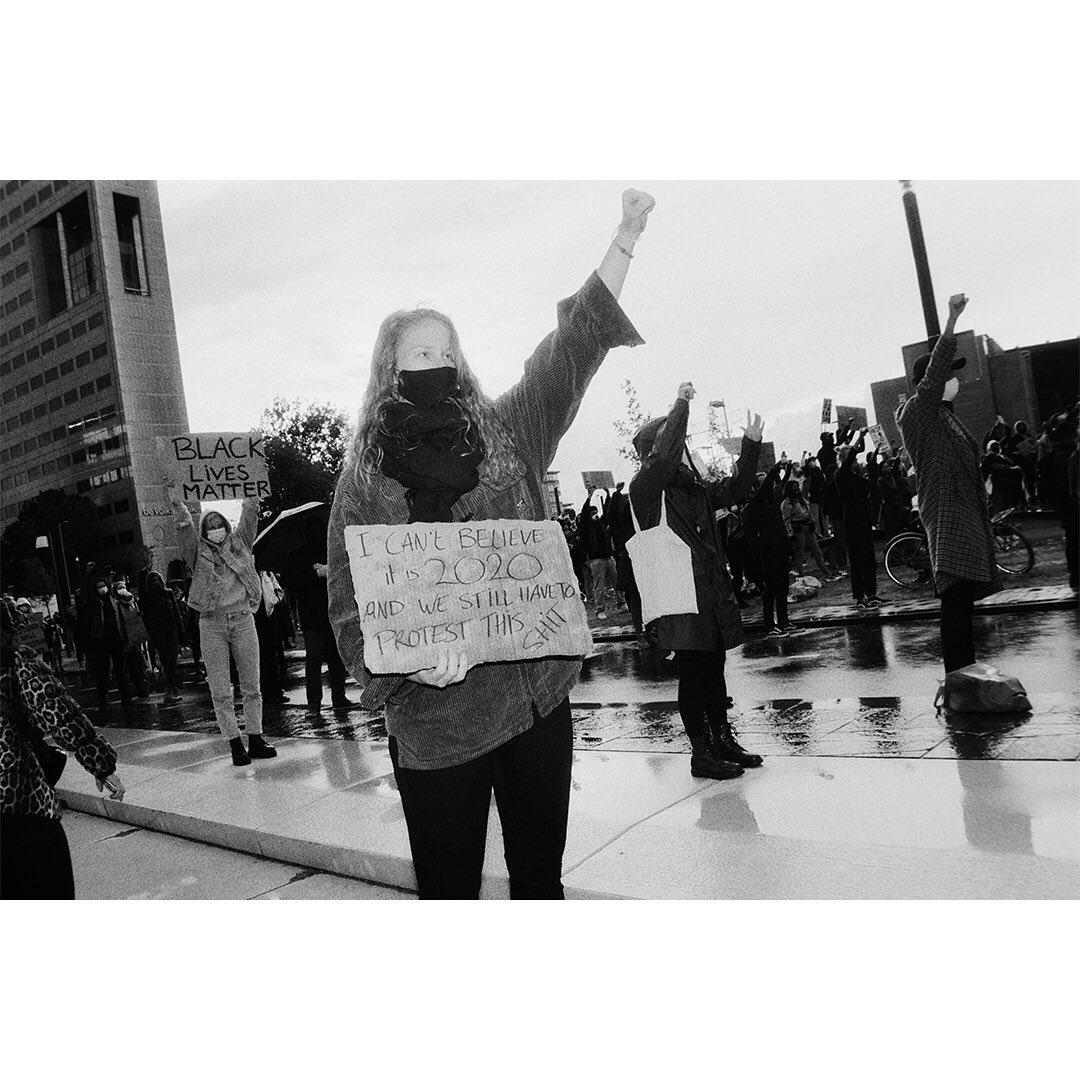 BLACK
LIVES
MATTER
I CAN'T BELIEVE
it is 2020
AND WE STILL HAVE TO
PROTEST THIS
SHIT